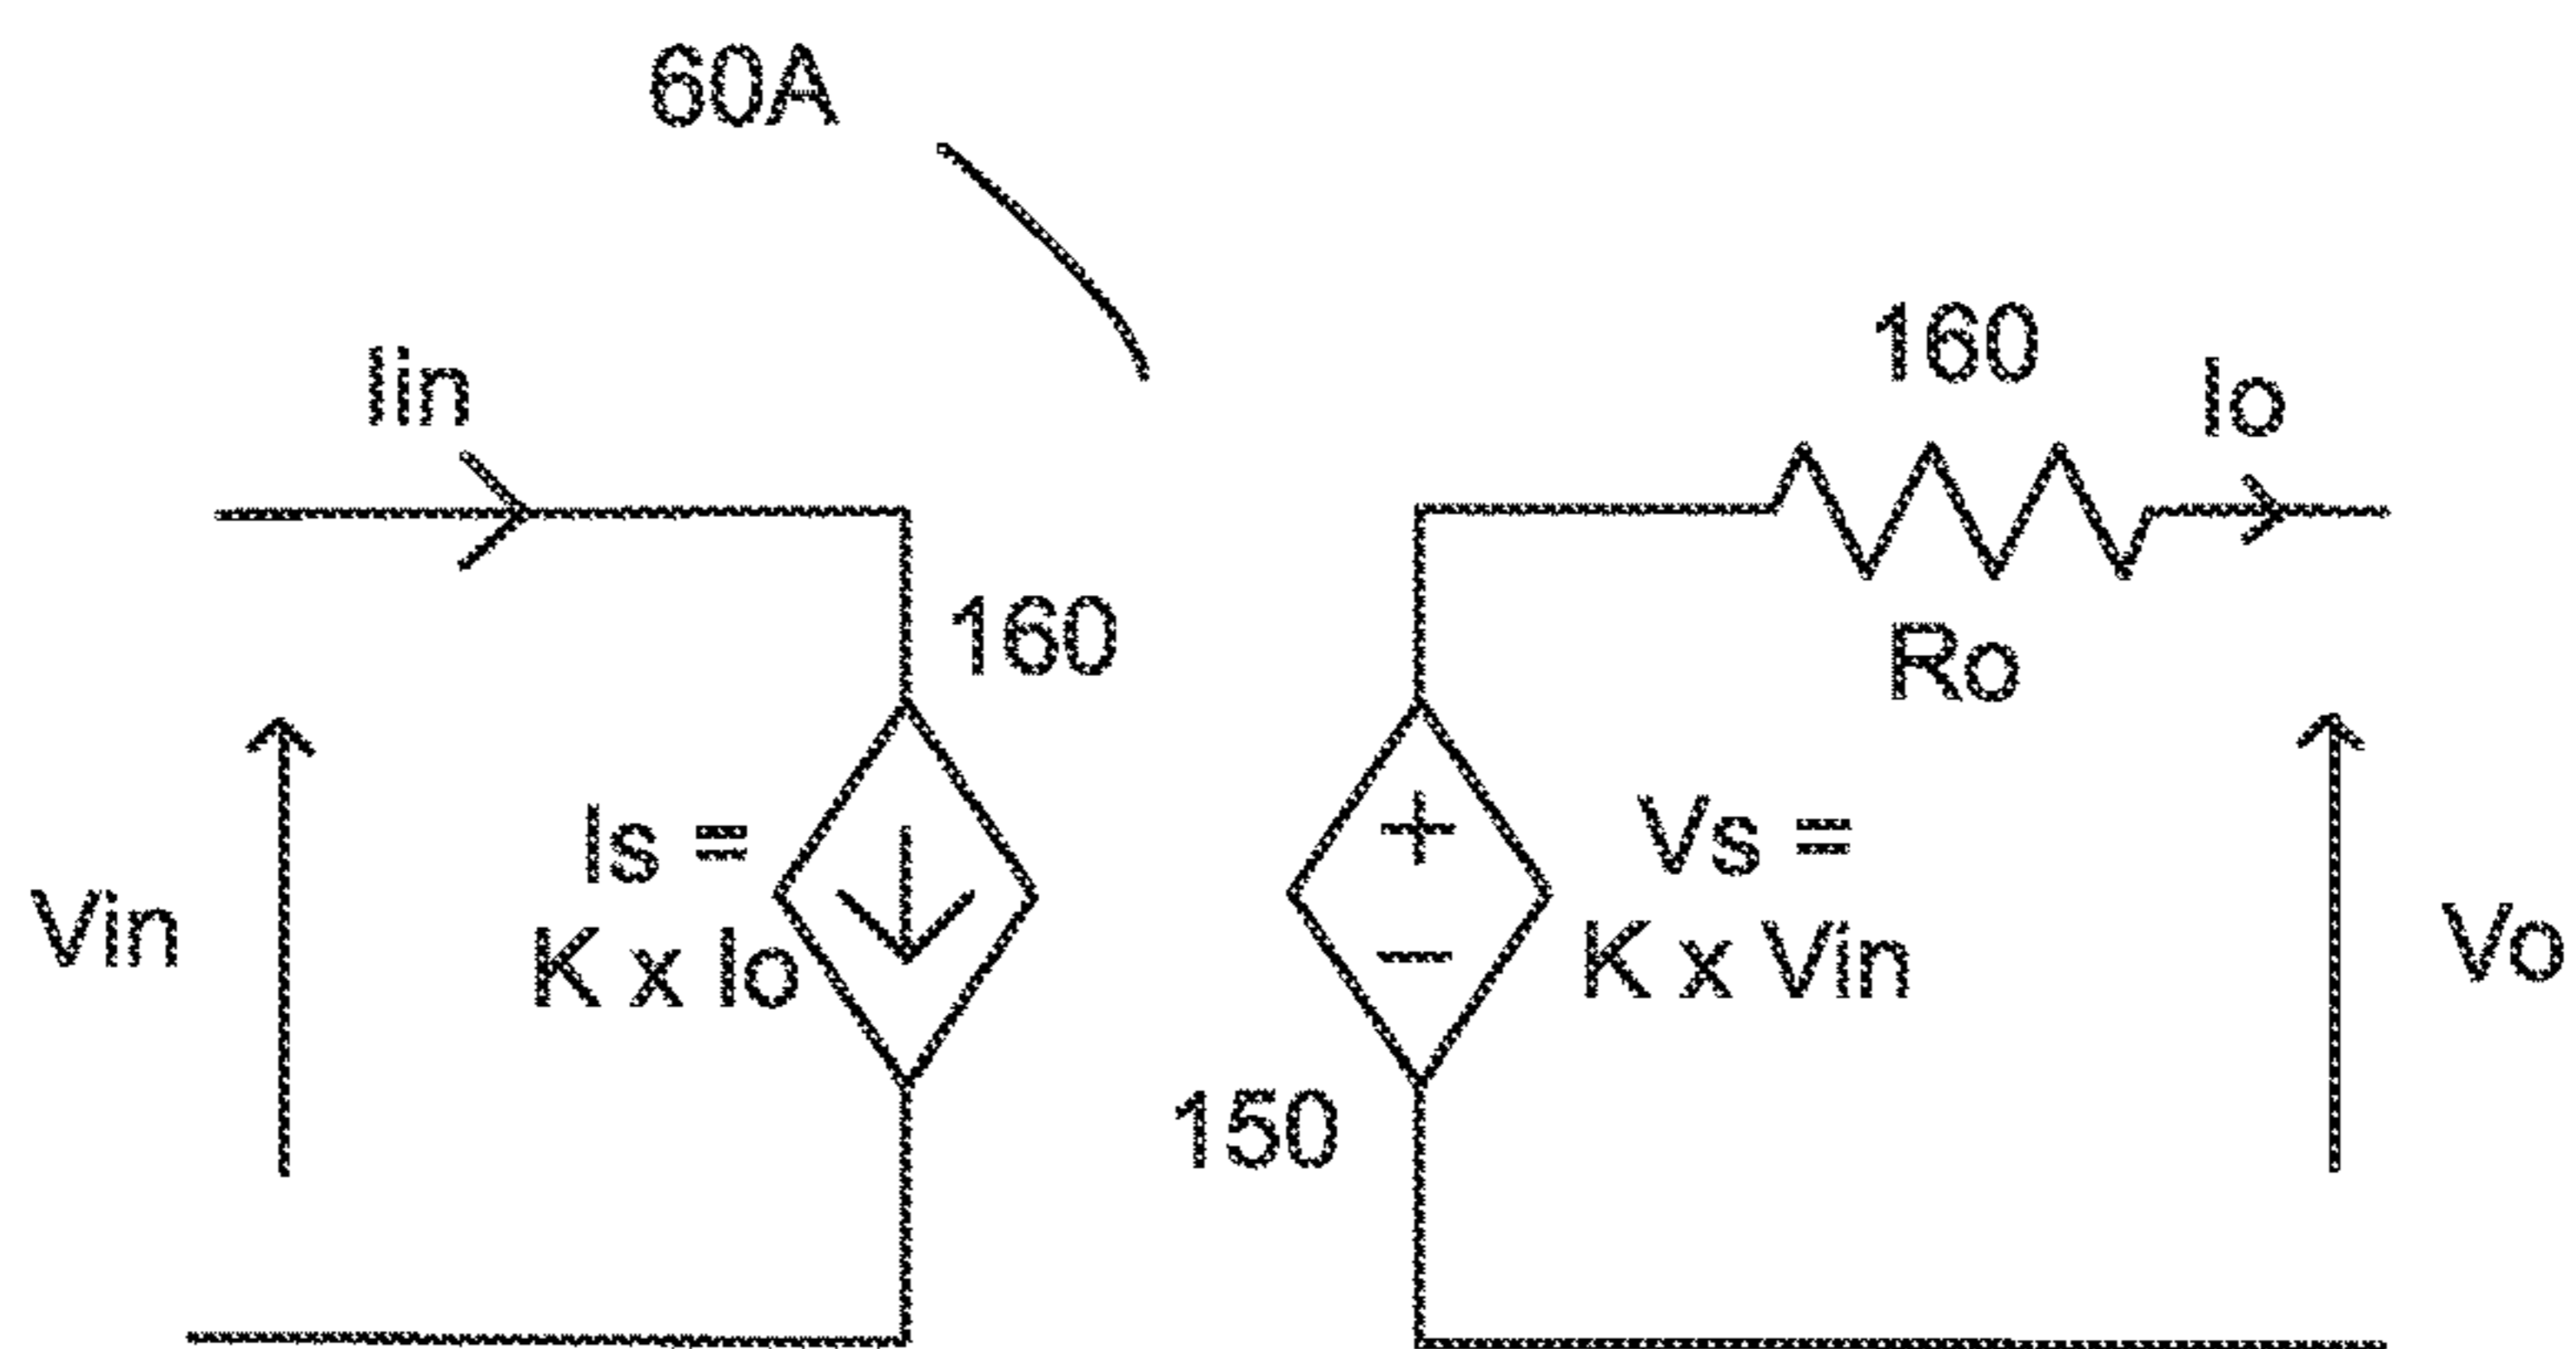 60A
Iin
160
Io
160
Ro
Is =
K x Io
Vs =
K x Vin
Vin
Vo
150